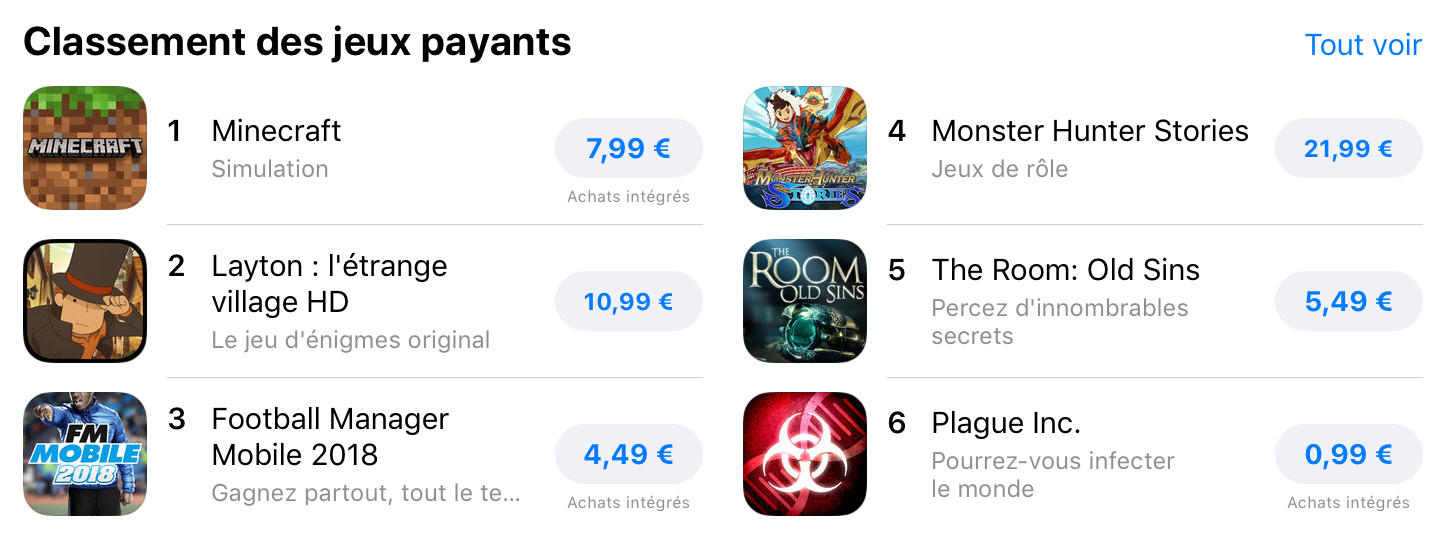 Classement des jeux payants
Tout voir
MINECRAFT
1 Minecraft
Simulation
7,99 €
Achats intégrés
2 Layton : l'étrange
village HD
Le jeu d'énigmes original
10,99 €
FM
MOBILE
2018
3 Football Manager
Mobile 2018
Gagnez partout, tout le te...
4,49 €
Achats intégrés
MONSTER HUNTER
STORIES
4 Monster Hunter Stories
Jeux de rôle
21,99 €
THE
ROOM
OLD SINS
5 The Room: Old Sins
Percez d'innombrables
secrets
5,49 €
6 Plague Inc.
Pourrez-vous infecter
le monde
0,99 €
Achats intégrés